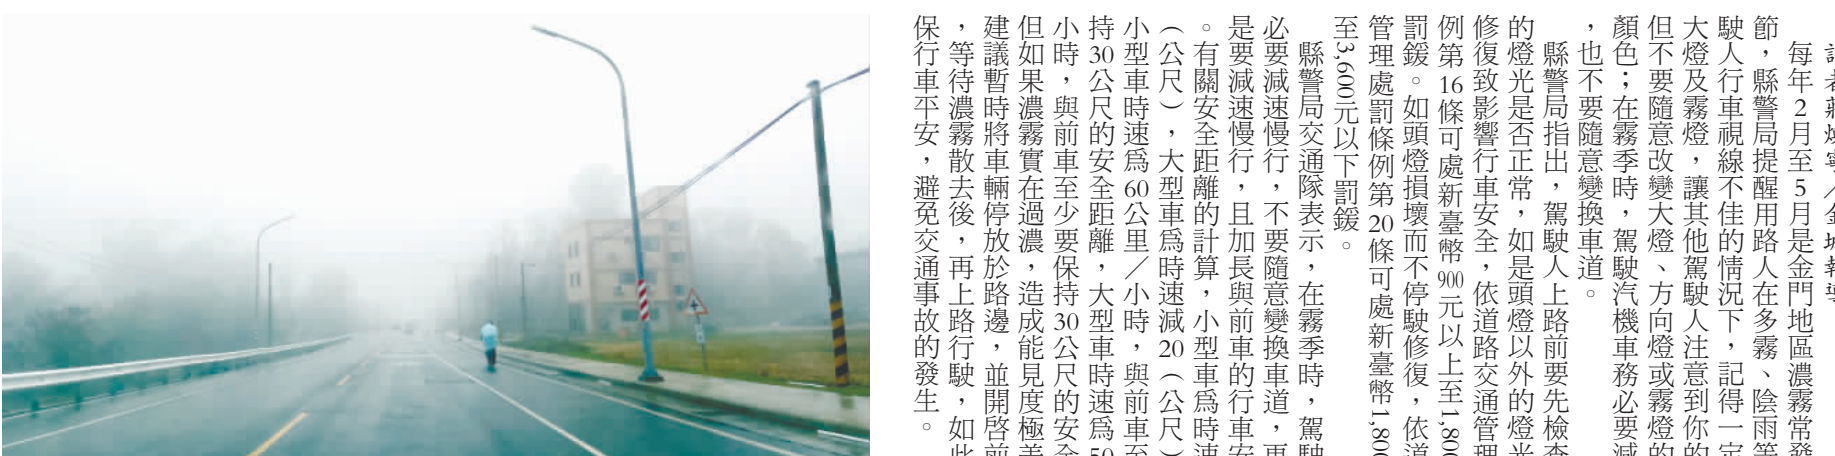 每年2月至5月是金門地區濃霧常發
節，縣警局提醒用路人在多霧、陰雨等
駛人行車視線不佳的情況下，記得一定
大燈及霧燈，讓其他駕駛人注意到你的
但不要隨意改變大燈、方向燈或霧燈的
顏色；在霧季時，駕駛汽機車務必要減
，也不要隨意變換車道。
縣警局指出，駕駛人上路前要先檢查
的燈光是否正常，如是頭燈以外的燈光
修復致影響行車安全，依道路交通管理
例第16條可處新臺幣900元以上至1,800
罰鍰。如頭燈損壞而不停駛修復，依道
管理處罰條例第20條可處新臺幣1,800
至3,600元以下罰鍰。
縣警局交通隊表示，在霧季時，駕駛
必要減速慢行，不要隨意變換車道，更
是要減速慢行，且加長與前車的行車安
。有關安全距離的計算，小型車爲時速
（公尺），大型車爲時速減20（公尺）
小型車時速爲60公里／小時，與前車至
持30公尺的安全距離，大型車時速爲50
小時，與前車至少要保持30公尺的安全
但如果濃霧實在過濃，造成能見度極差
建議暫時將車輛停放於路邊，並開啓前
，等待濃霧散去後，再上路行駛，如此
保行車平安，避免交通事故的發生。